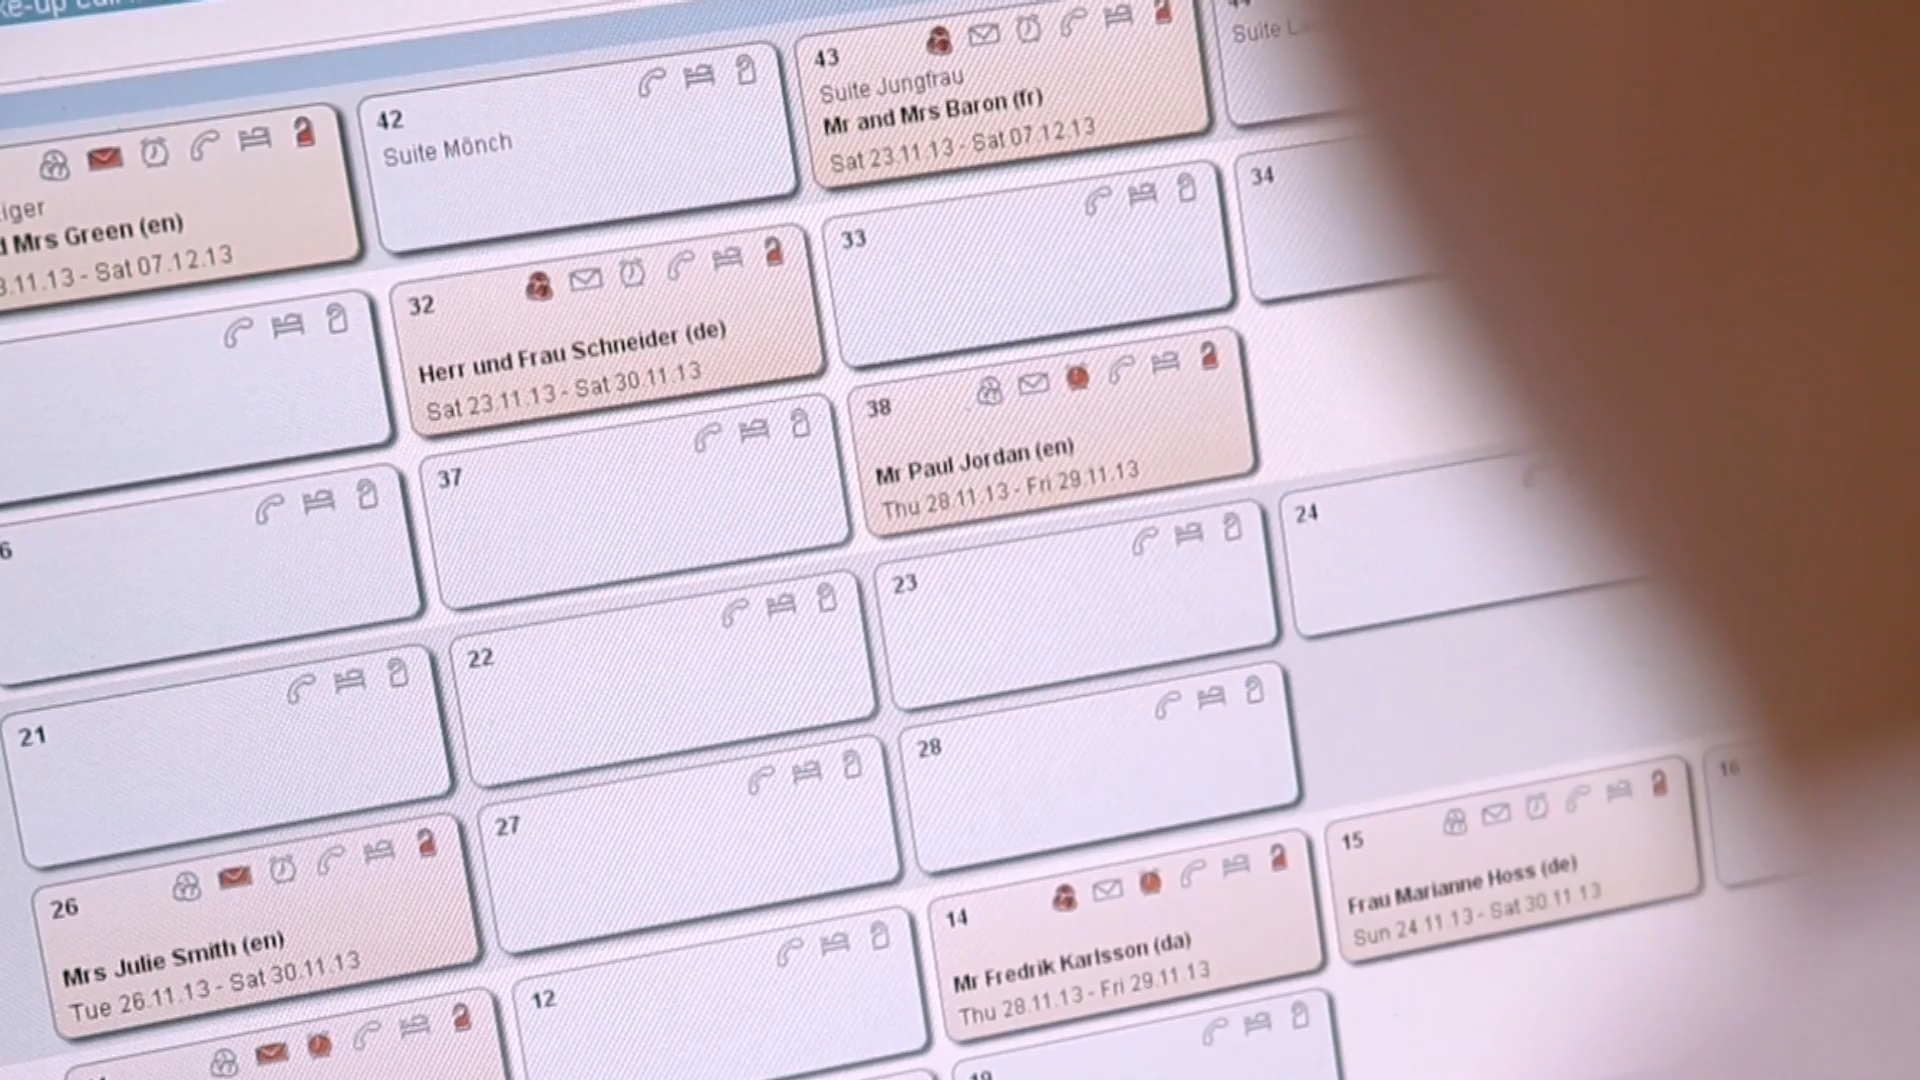 42
Suite Mönch
43
Suite Jungfrau
Mr and Mrs Baron (fr)
Sat 23.11.13 - Sat 07.12.13
Suite
Mrs Green (en)
.11.13 - Sat 07.12.13
32
Herr und Frau Schneider (de)
Sat 23.11.13 - Sat 30.11.13
33
34
37
38
Mr Paul Jordan (en)
Thu 28.11.13 - Fri 29.11.13
21
22
23
24
26
Mrs Julie Smith (en)
Tue 26.11.13 - Sat 30.11.13
27
28
12
14
Mr Fredrik Karlsson (da)
Thu 28.11.13 - Fri 29.11.13
15
Frau Marianne Hoss (de)
Sun 24.11.13 - Sat 30.11.13
16